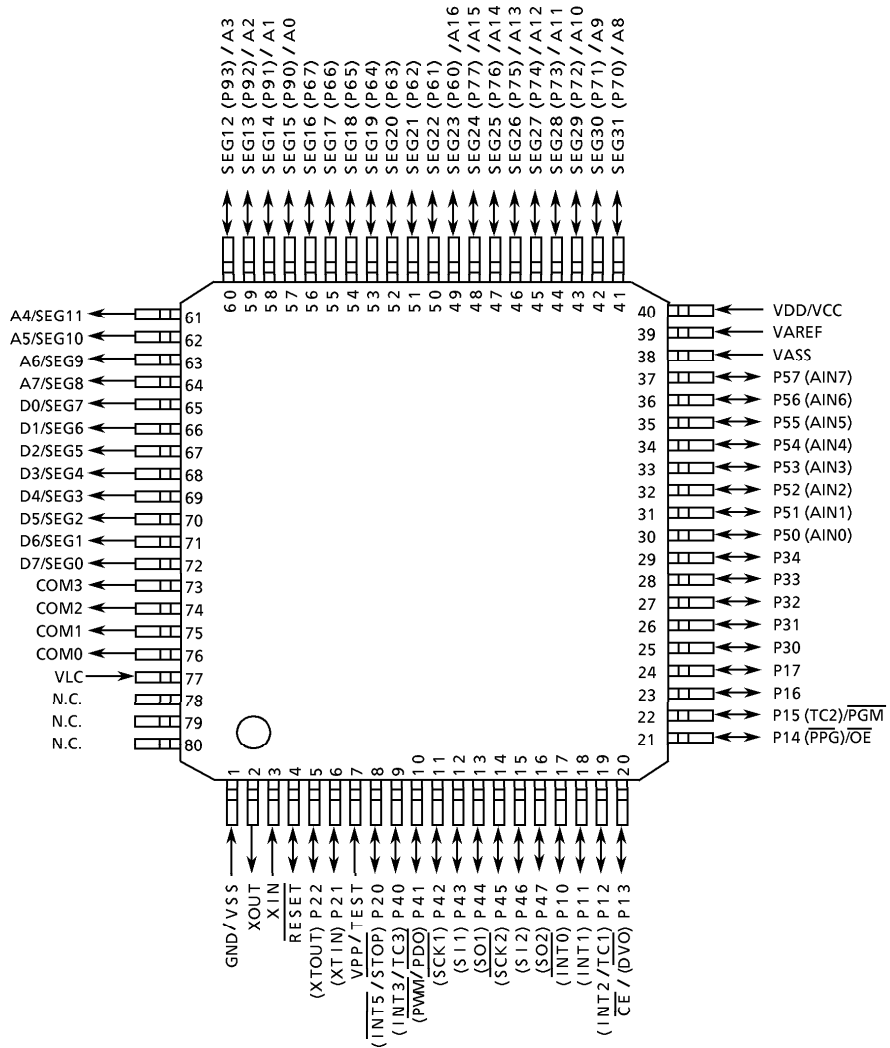 SEG12 (P93) /A3
SEG13 (P92) /A2
SEG14 (P91) /A1
SEG15 (P90) /A0
SEG16 (P67)
SEG17 (P66)
SEG18 (P65)
SEG19 (P64)
SEG20 (P63)
SEG21 (P62)
SEG22 (P61)
SEG23 (P60) /A16
SEG24 (P77) /A15
SEG25 (P76) /A14
SEG26 (P75) /A13
SEG27 (P74) /A12
SEG28 (P73) /A11
SEG29 (P72) /A10
SEG30 (P71) /A9
SEG31 (P70) /A8
60 59 58 57 56 55 54 53 52 51 50 49 48 47 46 45 44 43 42 41
A4/SEG11 61
A5/SEG10 62
A6/SEG9 63
A7/SEG8 64
D0/SEG7 65
D1/SEG6 66
D2/SEG5 67
D3/SEG4 68
D4/SEG3 69
D5/SEG2 70
D6/SEG1 71
D7/SEG0 72
COM3 73
COM2 74
COM1 75
COM0 76
VLC 77
N.C. 78
N.C. 79
N.C. 80
40 VDD/VCC
39 VAREF
38 VASS
37 P57 (AIN7)
36 P56 (AIN6)
35 P55 (AIN5)
34 P54 (AIN4)
33 P53 (AIN3)
32 P52 (AIN2)
31 P51 (AIN1)
30 P50 (AIN0)
29 P34
28 P33
27 P32
26 P31
25 P30
24 P17
23 P16
22 P15 (TC2)/PGM
21 P14 (PPG)/OE
1 2 3 4 5 6 7 8 9 10 11 12 13 14 15 16 17 18 19 20
GND/VSS
XOUT
XIN
RESET
(XTOUT) P22
(XTIN) P21
VPP/TEST
(INT5/STOP) P20
(INT3/TC3) P40
(PWM/PDO) P41
(SCK1) P42
(SI1) P43
(SO1) P44
(SCK2) P45
(SI2) P46
(SO2) P47
(INT0) P10
(INT1) P11
(INT2/TC1) P12
CE/(DVO) P13